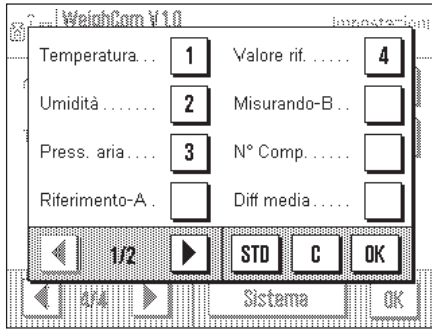 WeighCom V1.0
Impostazioni
Temperatura... 1 Valore rif. ...... 4
Umidità ....... 2 Misurando-B ..
Press. aria.... 3 N° Comp. ......
Riferimento-A . Diff media.....
1/2 STD C OK
4/4 Sistema OK